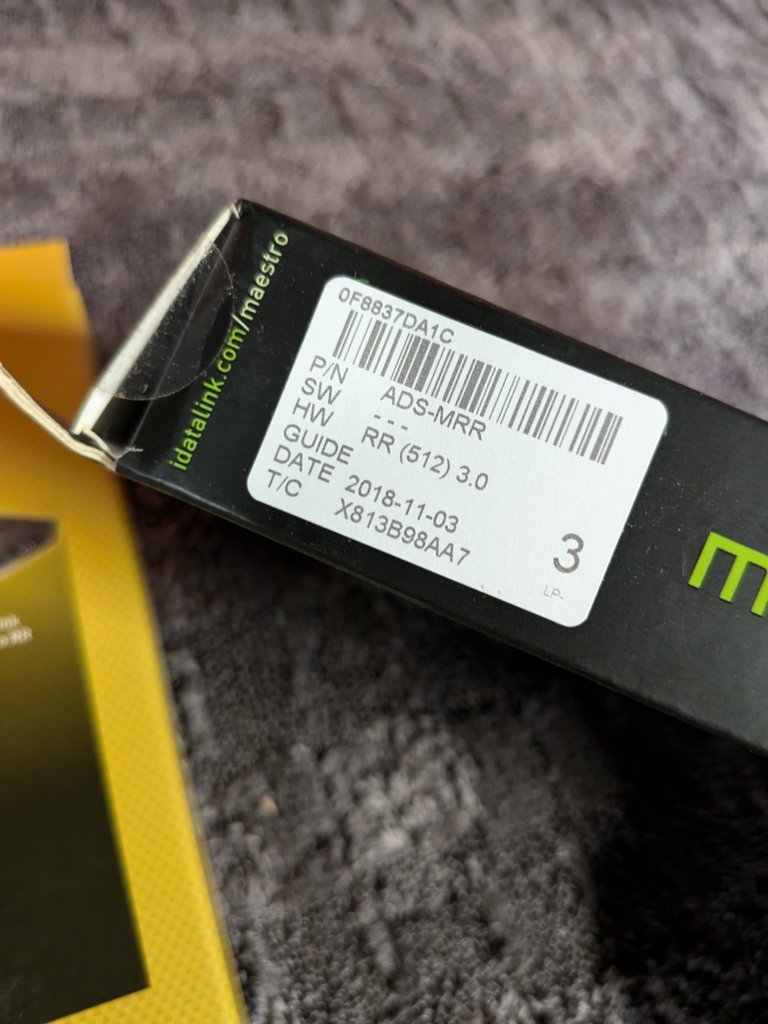 idatalink.com/maestro
0F8837DA1C
P/N ADS-MRR
SW ---
HW RR (512) 3.0
GUIDE
DATE 2018-11-03
T/C X813B98AA7
3
LP-
m